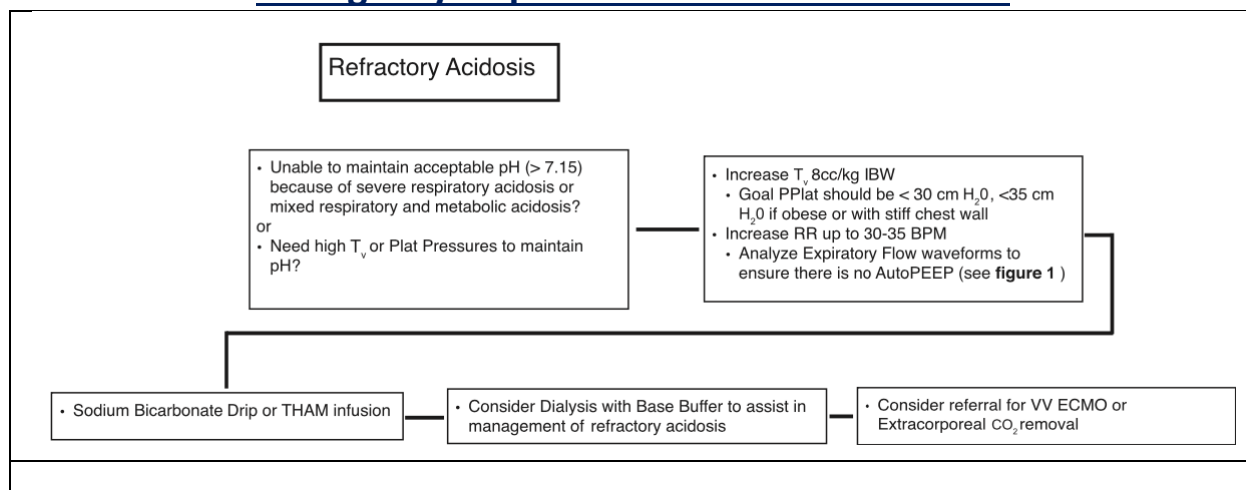 Refractory Acidosis
• Unable to maintain acceptable pH (> 7.15)
because of severe respiratory acidosis or
mixed respiratory and metabolic acidosis?
or
• Need high Tv or Plat Pressures to maintain
pH?
• Increase Tv 8cc/kg IBW
• Goal PPlat should be < 30 cm H20, <35 cm
H20 if obese or with stiff chest wall
• Increase RR up to 30-35 BPM
• Analyze Expiratory Flow waveforms to
ensure there is no AutoPEEP (see figure 1 )
• Sodium Bicarbonate Drip or THAM infusion
• Consider Dialysis with Base Buffer to assist in
management of refractory acidosis
• Consider referral for VV ECMO or
Extracorporeal CO2 removal